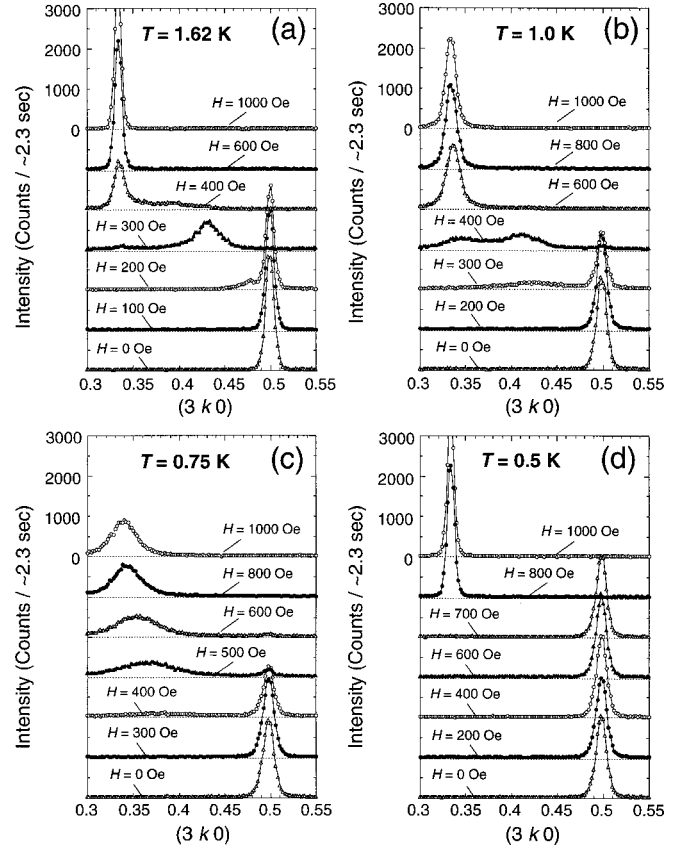 (a)
T = 1.62 K
Intensity (Counts / ~2.3 sec)
3000
2000
1000
0
H = 1000 Oe
H = 600 Oe
H = 400 Oe
H = 300 Oe
H = 200 Oe
H = 100 Oe
H = 0 Oe
0.3 0.35 0.4 0.45 0.5 0.55
(3 k 0)
(b)
T = 1.0 K
Intensity (Counts / ~2.3 sec)
3000
2000
1000
0
H = 1000 Oe
H = 800 Oe
H = 600 Oe
H = 400 Oe
H = 300 Oe
H = 200 Oe
H = 0 Oe
0.3 0.35 0.4 0.45 0.5 0.55
(3 k 0)
(c)
T = 0.75 K
Intensity (Counts / ~2.3 sec)
3000
2000
1000
0
H = 1000 Oe
H = 800 Oe
H = 600 Oe
H = 500 Oe
H = 400 Oe
H = 300 Oe
H = 0 Oe
0.3 0.35 0.4 0.45 0.5 0.55
(3 k 0)
(d)
T = 0.5 K
Intensity (Counts / ~2.3 sec)
3000
2000
1000
0
H = 1000 Oe
H = 800 Oe
H = 700 Oe
H = 600 Oe
H = 400 Oe
H = 200 Oe
H = 0 Oe
0.3 0.35 0.4 0.45 0.5 0.55
(3 k 0)